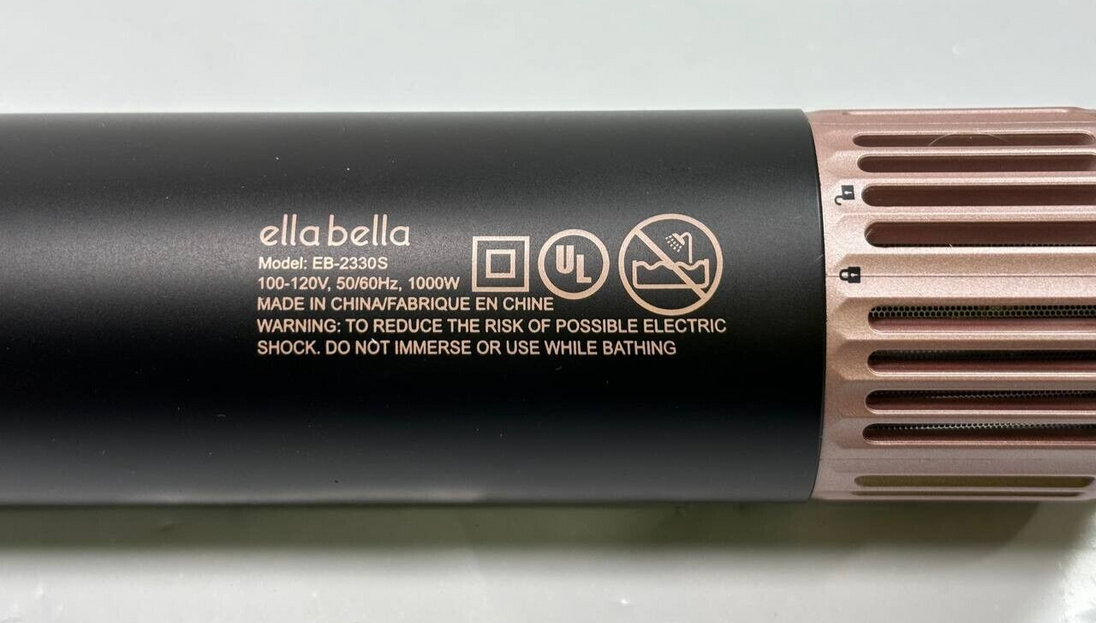 ella bella
Model: EB-2330S
100-120V, 50/60Hz, 1000W
UL
MADE IN CHINA/FABRIQUE EN CHINE
WARNING: TO REDUCE THE RISK OF POSSIBLE ELECTRIC
SHOCK. DO NOT IMMERSE OR USE WHILE BATHING